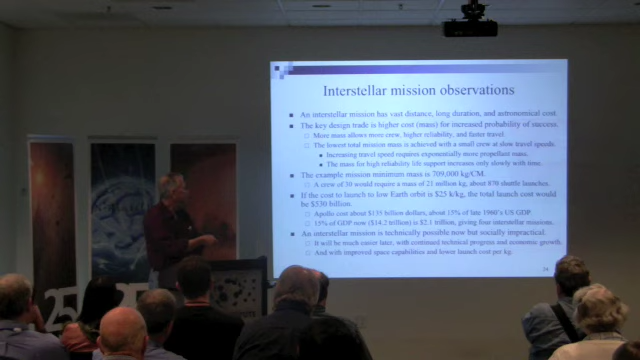 Interstellar mission observations
An interstellar mission has vast distance, long duration, and astronomical cost.
The key design trade is higher cost (mass) for increased probability of success.
More mass allows more crew, higher reliability, and faster travel.
The lowest total mission mass is achieved with a small crew at slow travel speeds.
Increasing travel speed requires exponentially more propellant mass.
The mass for high reliability life support increases only slowly with time.
The example mission minimum mass is 709,000 kg/CM.
A crew of 30 would require a mass of 21 million kg, about 870 shuttle launches.
If the cost to launch to low Earth orbit is $25 k/kg, the total launch cost would
be $530 billion.
Apollo cost about $135 billion dollars, about 15% of late 1960's US GDP.
15% of GDP now ($14.2 trillion) is $2.1 trillion, giving four interstellar missions.
An interstellar mission is technically possible now but socially impractical.
It will be much easier later, with continued technical progress and economic growth,
And with improved space capabilities and lower launch cost per kg.
25